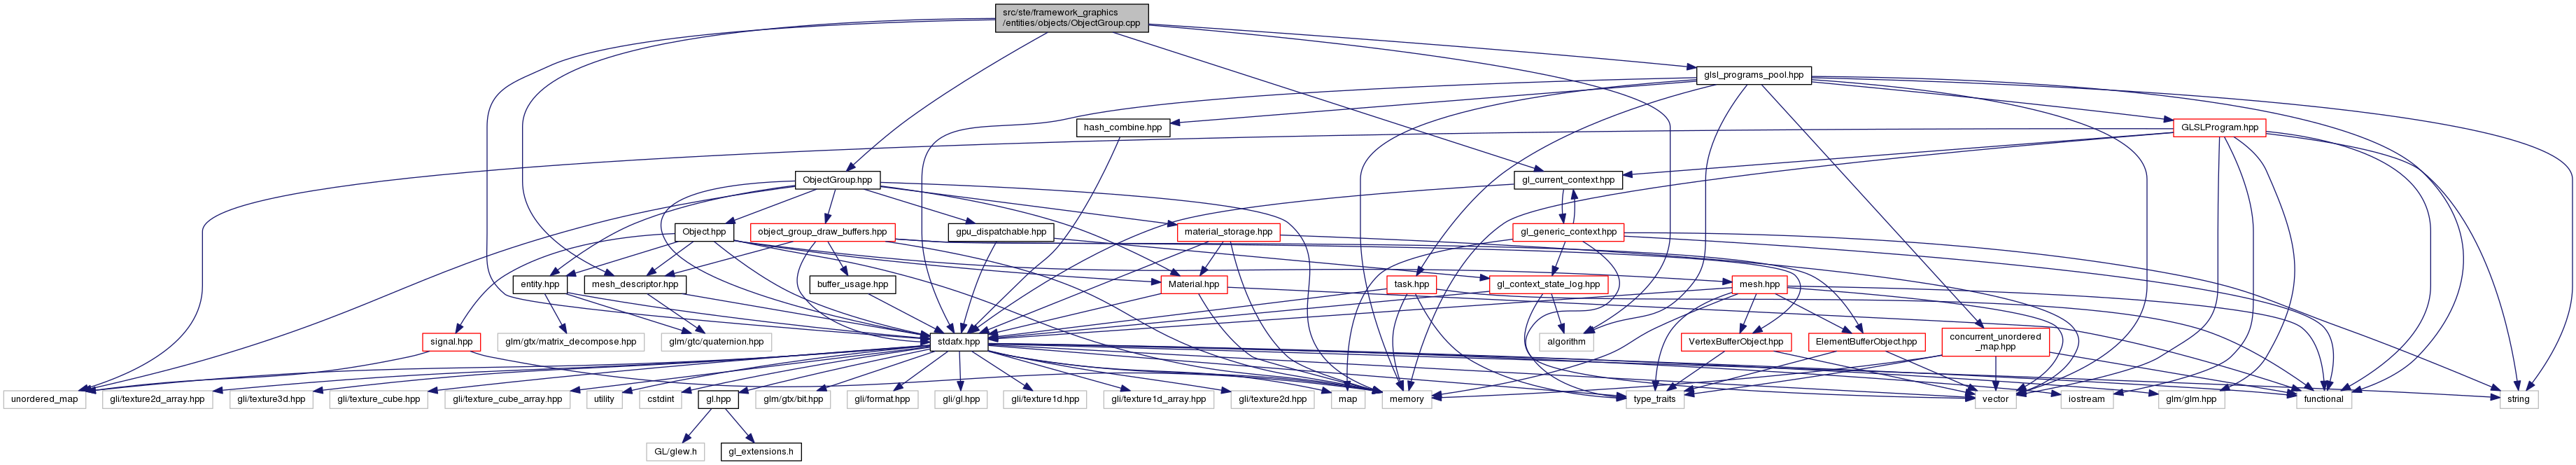 src/ste/framework_graphics
/entities/objects/ObjectGroup.cpp
glsl_programs_pool.hpp
hash_combine.hpp
GLSLProgram.hpp
ObjectGroup.hpp
gl_current_context.hpp
Object.hpp
object_group_draw_buffers.hpp
gpu_dispatchable.hpp
material_storage.hpp
gl_generic_context.hpp
entity.hpp
mesh_descriptor.hpp
buffer_usage.hpp
Material.hpp
task.hpp
gl_context_state_log.hpp
mesh.hpp
signal.hpp
glm/gtx/matrix_decompose.hpp
glm/gtc/quaternion.hpp
stdafx.hpp
algorithm
VertexBufferObject.hpp
ElementBufferObject.hpp
concurrent_unordered
_map.hpp
unordered_map
gli/texture2d_array.hpp
gli/texture3d.hpp
gli/texture_cube.hpp
gli/texture_cube_array.hpp
utility
cstdint
gl.hpp
glm/gtx/bit.hpp
gli/format.hpp
gli/gl.hpp
gli/texture1d.hpp
gli/texture1d_array.hpp
gli/texture2d.hpp
map
memory
type_traits
vector
iostream
glm/glm.hpp
functional
string
GL/glew.h
gl_extensions.h